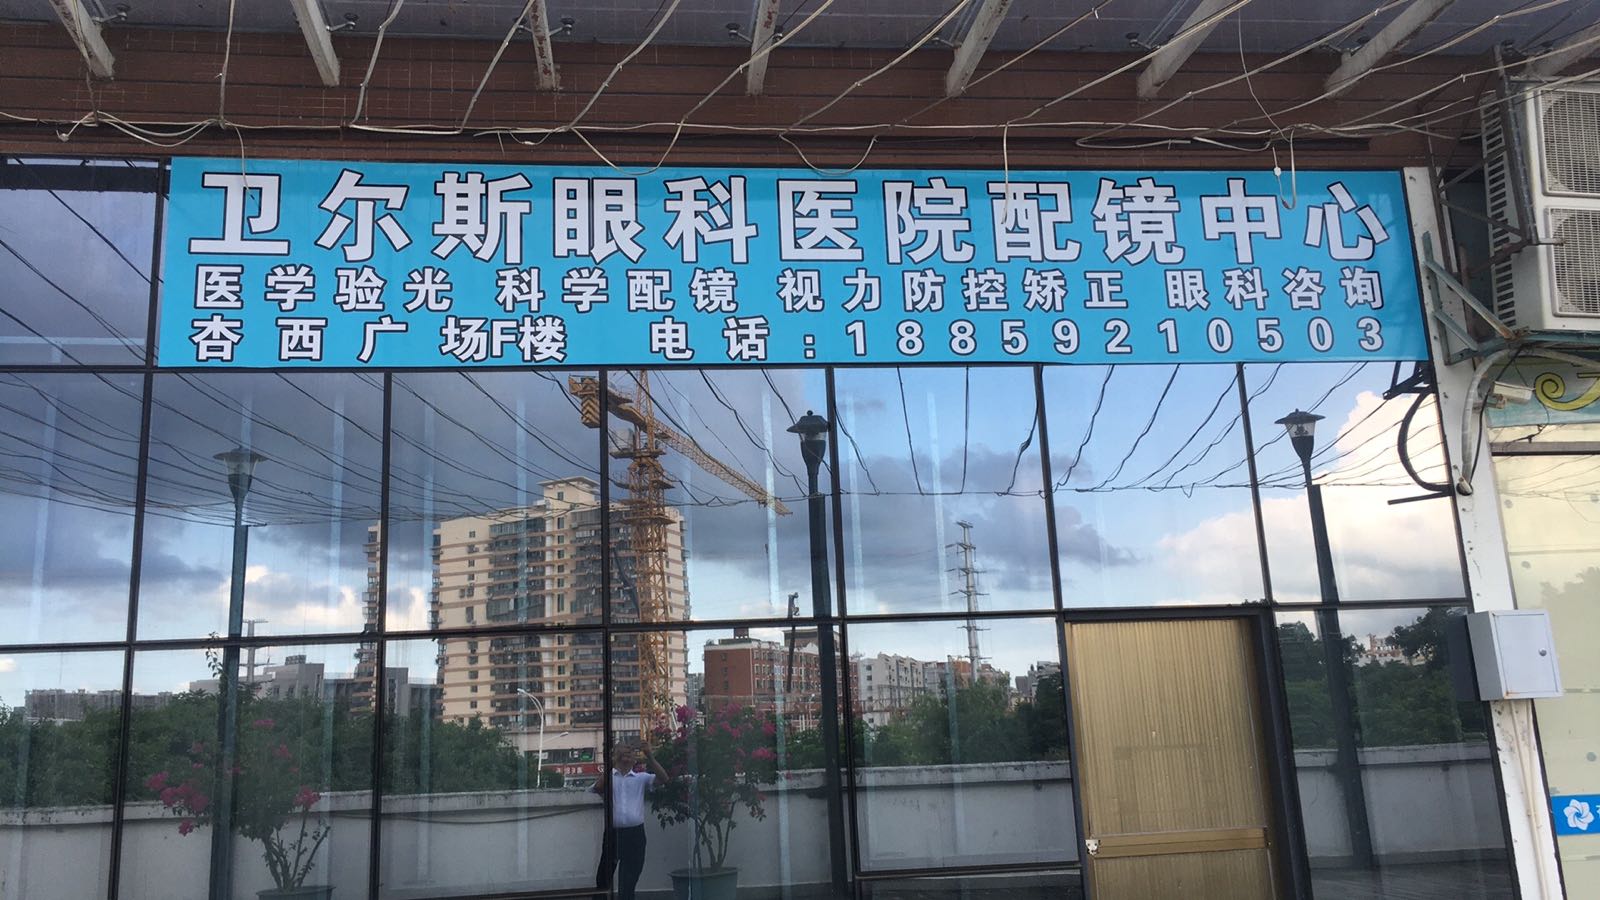 卫尔斯眼科医院配镜中心
医学验光 科学配镜 视力防控矫正 眼科咨询
杏西广场F楼 电话:18859210503